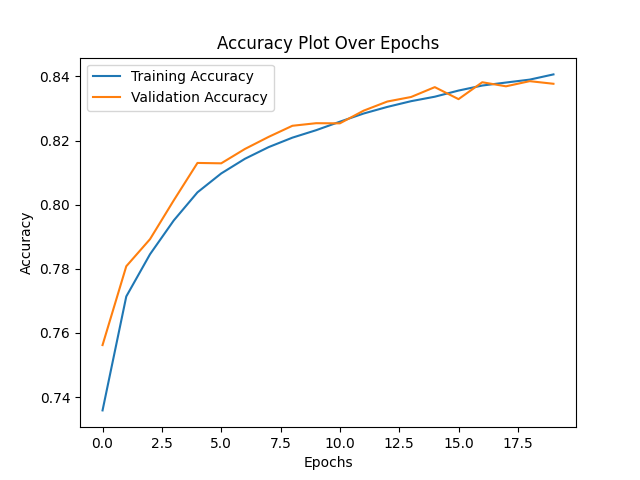 Accuracy Plot Over Epochs
Training Accuracy
Validation Accuracy
0.84
0.82
0.80
0.78
0.76
0.74
Accuracy
0.0 2.5 5.0 7.5 10.0 12.5 15.0 17.5
Epochs